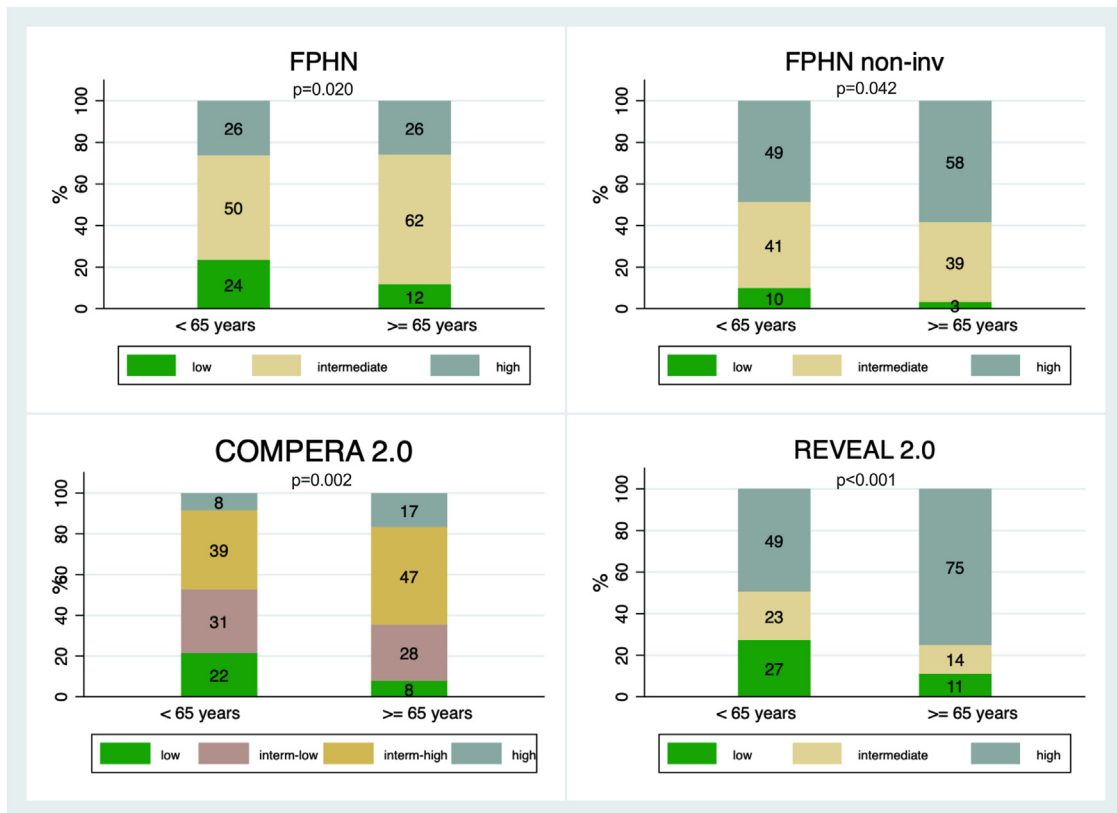 FPHN
p=0.020
%
100
80
60
40
20
0
26
50
24
26
62
12
< 65 years
>= 65 years
low
intermediate
high
FPHN non-inv
p=0.042
%
100
80
60
40
20
0
49
41
10
58
39
3
< 65 years
>= 65 years
low
intermediate
high
COMPERA 2.0
p=0.002
%
100
80
60
40
20
0
8
39
31
22
17
47
28
8
< 65 years
>= 65 years
low
interm-low
interm-high
high
REVEAL 2.0
p<0.001
%
100
80
60
40
20
0
49
23
27
75
14
11
< 65 years
>= 65 years
low
intermediate
high